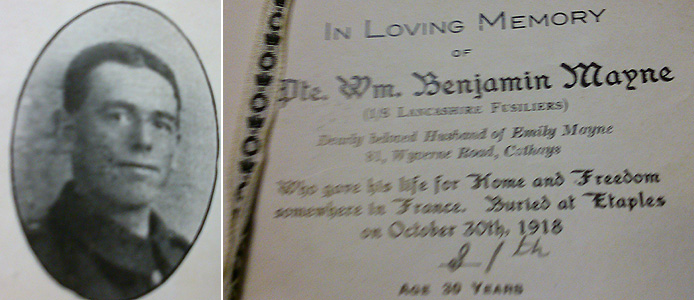 In Loving Memory
OF
Pte. Wm. Benjamin Mayne
(1/8 Lancashire Fusiliers)
Dearly beloved Husband of Emily Mayne
31, Wyverne Road, Cathays
Who gave his life for Home and Freedom
somewhere in France. Buried at Etaples
on October 30th, 1918
Age 30 Years